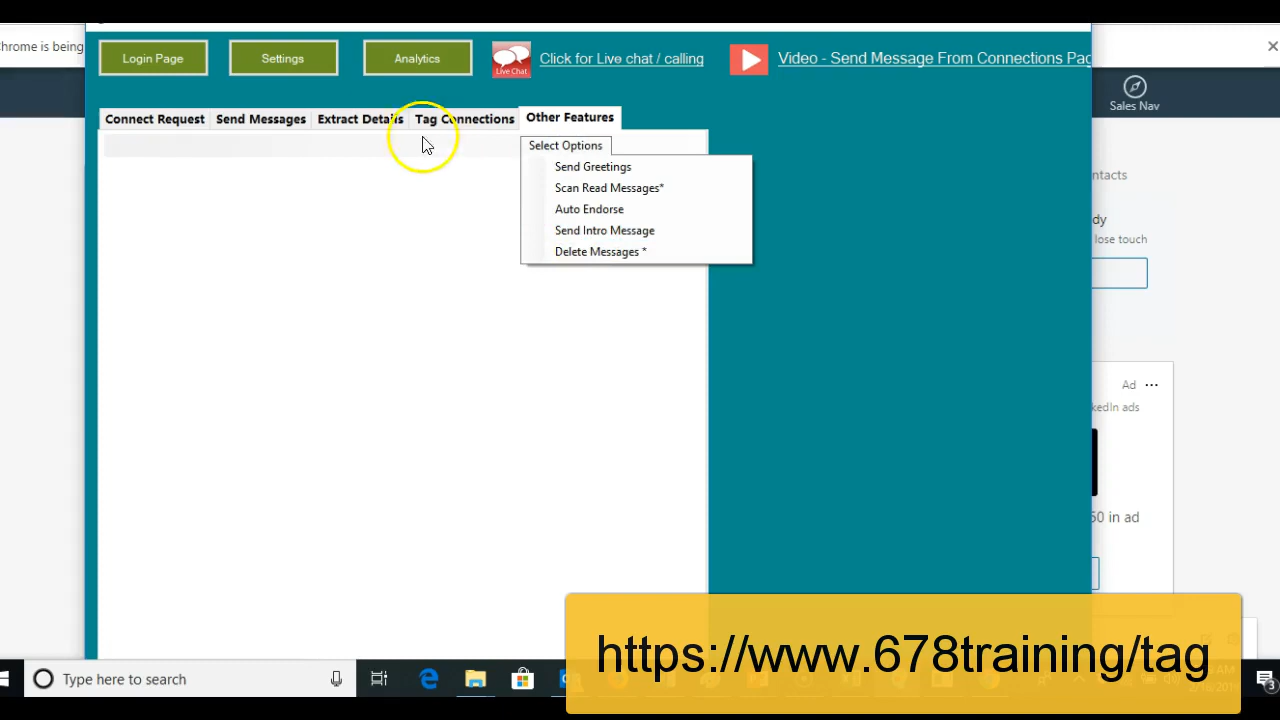 Chrome is being
Login Page
Settings
Analytics
Live Chat
Click for Live chat / calling
Video - Send Message From Connections Pag
Sales Nav
Connect Request
Send Messages
Extract Details
Tag Connections
Other Features
Select Options
Send Greetings
Scan Read Messages*
Auto Endorse
Send Intro Message
Delete Messages *
ntacts
dy
lose touch
Ad
kedIn ads
50 in ad
https://www.678training/tag
Type here to search
3